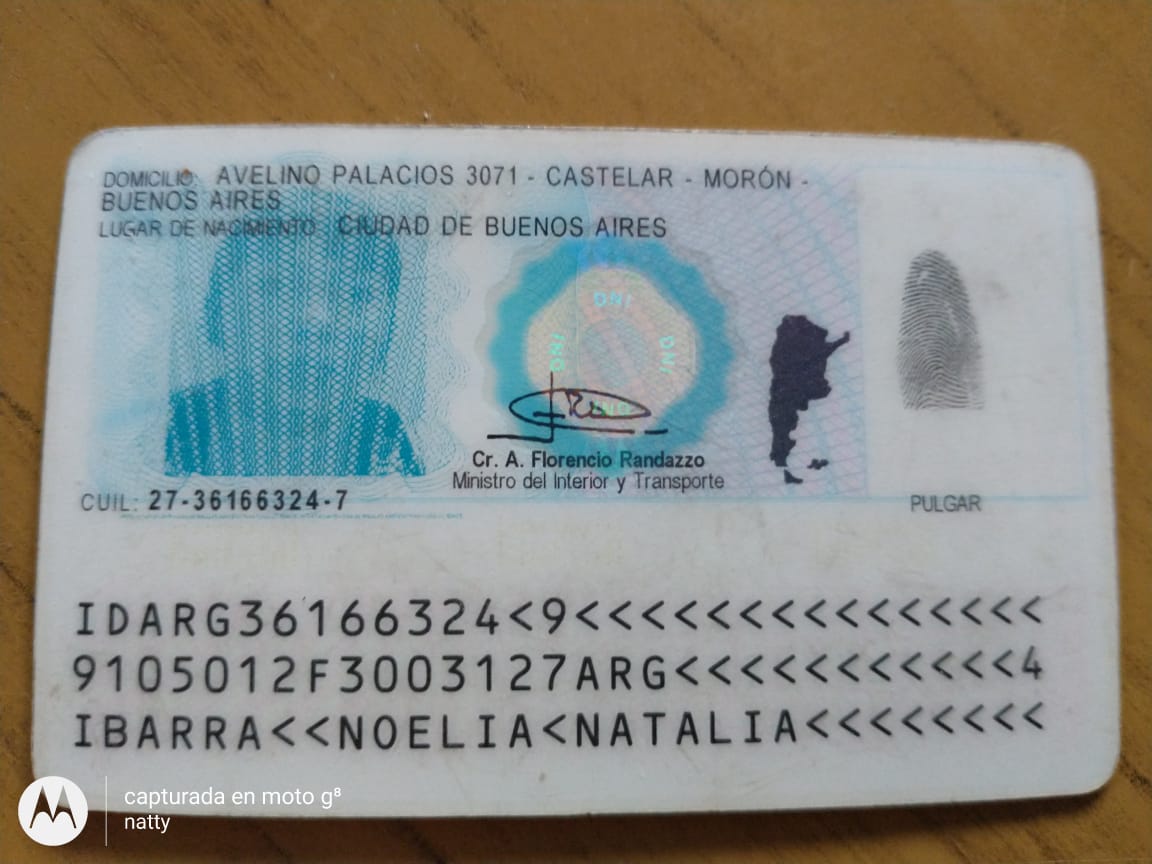 DOMICILIO: AVELINO PALACIOS 3071 - CASTELAR - MORÓN -
BUENOS AIRES
LUGAR DE NACIMIENTO: CIUDAD DE BUENOS AIRES
DNI
DNI
DNI
DNI
Cr. A. Florencio Randazzo
Ministro del Interior y Transporte
CUIL: 27-36166324-7
PULGAR
IDARG36166324<9<<<<<<<<<<<<<<<
9105012F3003127ARG<<<<<<<<<<<4
IBARRA<<NOELIA<NATALIA<<<<<<<<
capturada en moto g⁸
natty